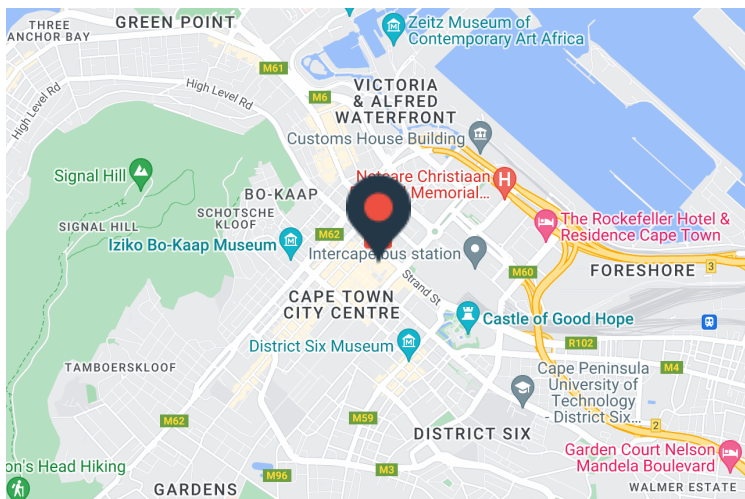 GREEN POINT
Zeitz Museum of
Contemporary Art Africa
THREE
ANCHOR BAY
M61
High Level Rd
High Level Rd
M6
VICTORIA
& ALFRED
WATERFRONT
Customs House Building
Signal Hill
Christiaan
Memorial...
BO-KAAP
SCHOTSCHE
KLOOF
SIGNAL HILL
The Rockefeller Hotel &
Residence Cape Town
M62
Iziko Bo-Kaap Museum
Intercape bus station
M60
FORESHORE
3
Strand St
CAPE TOWN
CITY CENTRE
Castle of Good Hope
District Six Museum
R102
TAMBOERSKLOOF
M4
Cape Peninsula
University of
Technology
- District Six...
M62
M59
2
DISTRICT SIX
Garden Court Nelson
Mandela Boulevard
on's Head Hiking
M96
M3
GARDENS
WALMER ESTATE